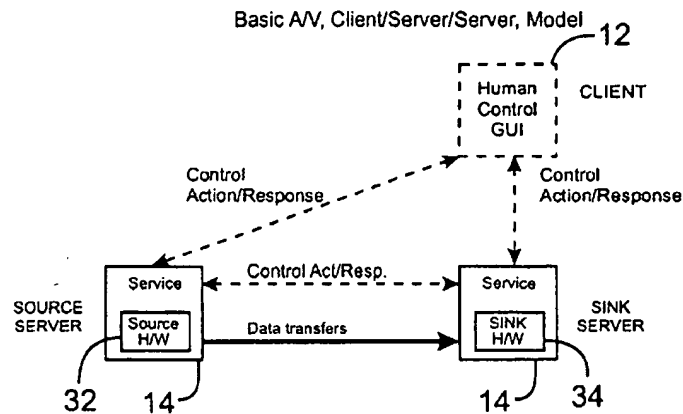 Basic A/V, Client/Server/Server, Model
12
Human
Control
GUI
CLIENT
Control
Action/Response
Control
Action/Response
Service
Control Act/Resp.
Service
SOURCE
SERVER
Source
H/W
Data transfers
SINK
H/W
SINK
SERVER
32
14
14
34